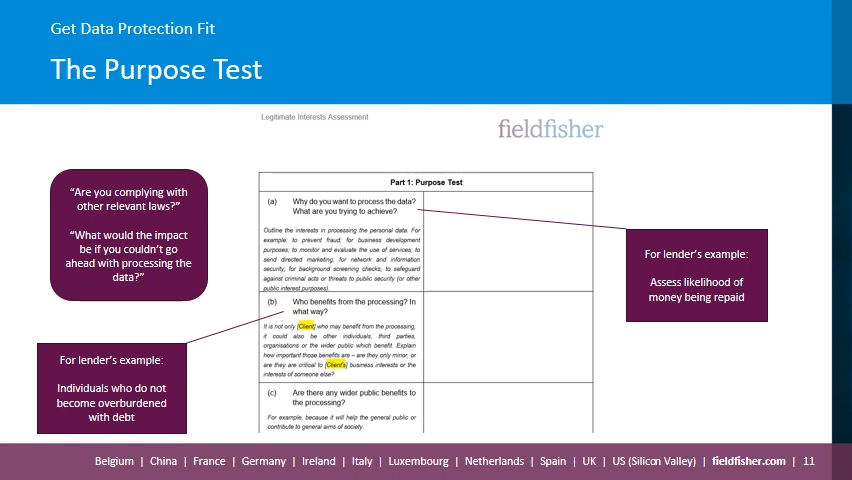 Get Data Protection Fit
The Purpose Test
Legitimate Interests Assessment
fieldfisher
“Are you complying with
other relevant laws?”
“What would the impact
be if you couldn’t go
ahead with processing the
data?”
Part 1: Purpose Test
(a) Why do you want to process the data?
What are you trying to achieve?
Outline the interests in processing the personal data. For
example: to prevent fraud; for business development
purposes; to monitor and evaluate the use of services; to
send directed marketing; for network and information
security; for background screening checks; to safeguard
against criminal acts or threats to public security (or other
public interest purposes).
For lender’s example:
Assess likelihood of
money being repaid
(b) Who benefits from the processing? In
what way?
It is not only [Client] who may benefit from the processing,
it could also be other individuals, third parties,
organisations or the wider public which benefit. Explain
how important those benefits are – are they only minor, or
are they are critical to [Client's] business interests or the
interests of someone else?
For lender’s example:
Individuals who do not
become overburdened
with debt
(c) Are there any wider public benefits to
the processing?
For example, because it will help the general public or
contribute to general aims of society.
Belgium | China | France | Germany | Ireland | Italy | Luxembourg | Netherlands | Spain | UK | US (Silicon Valley) | fieldfisher.com | 11